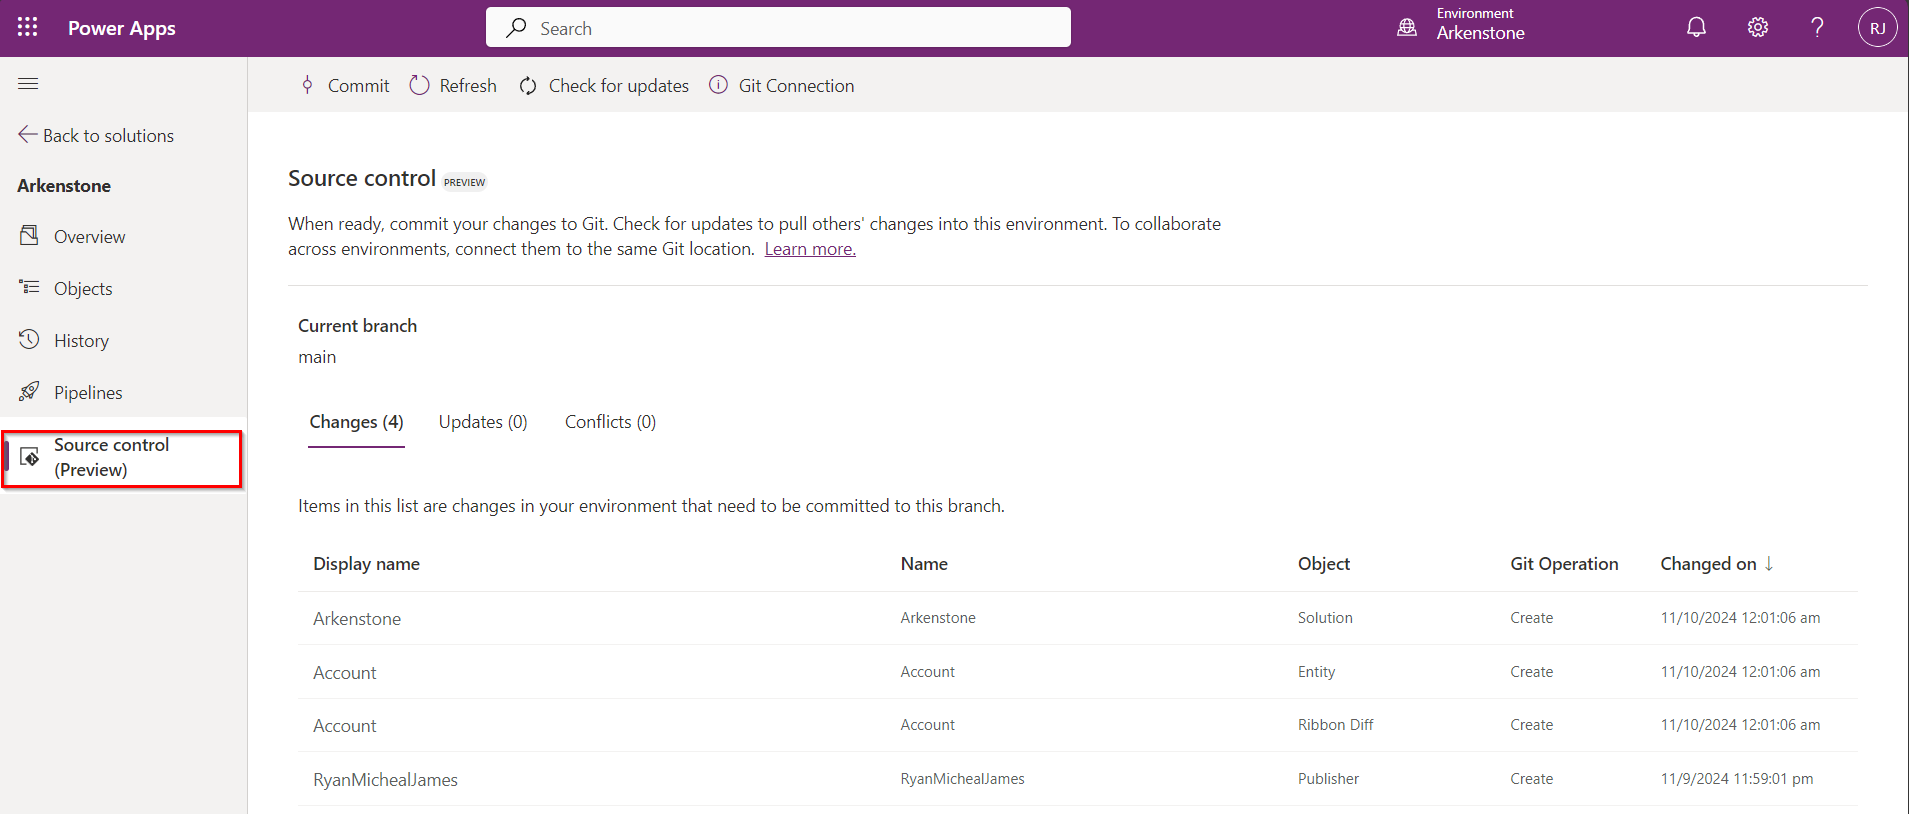 Power Apps
Search
Environment
Arkenstone
?
RJ
Commit
Refresh
Check for updates
Git Connection
Back to solutions
Arkenstone
Overview
Objects
History
Pipelines
Source control
(Preview)
Source control PREVIEW
When ready, commit your changes to Git. Check for updates to pull others' changes into this environment. To collaborate
across environments, connect them to the same Git location. Learn more.
Current branch
main
Changes (4) Updates (0) Conflicts (0)
Items in this list are changes in your environment that need to be committed to this branch.
Display name Name Object Git Operation Changed on ↓
Arkenstone Arkenstone Solution Create 11/10/2024 12:01:06 am
Account Account Entity Create 11/10/2024 12:01:06 am
Account Account Ribbon Diff Create 11/10/2024 12:01:06 am
RyanMichealJames RyanMichealJames Publisher Create 11/9/2024 11:59:01 pm